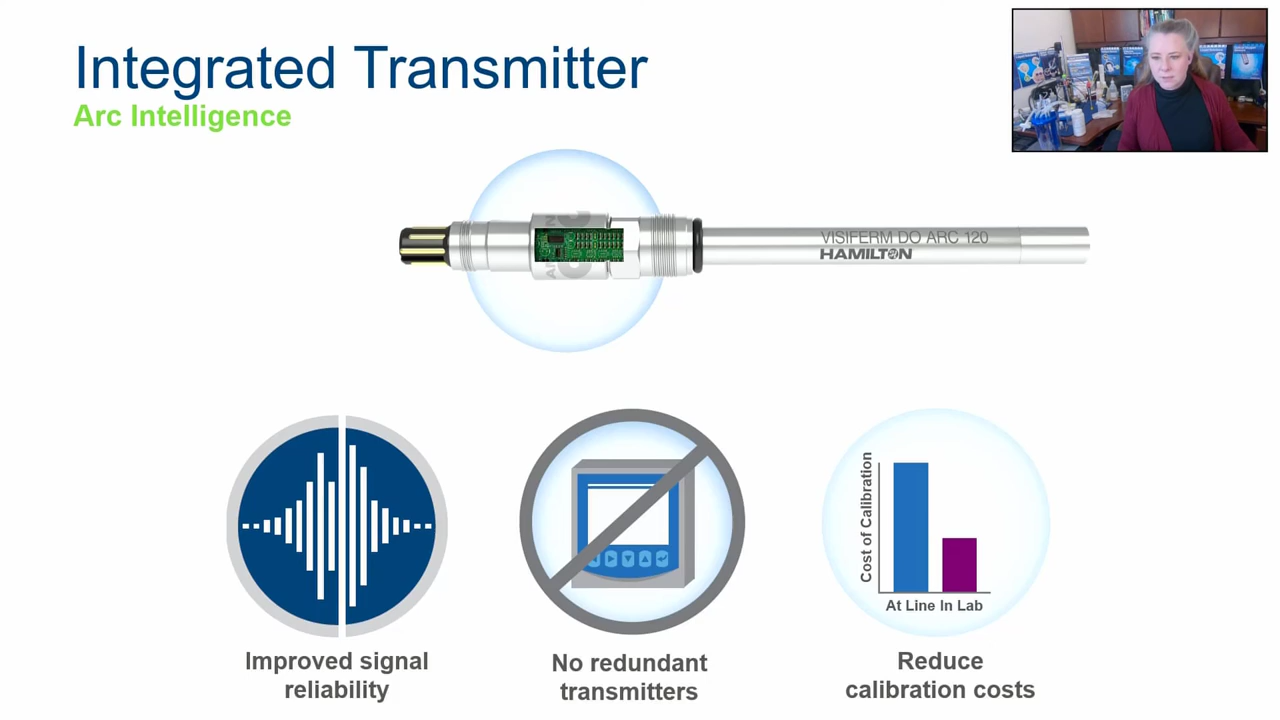 Integrated Transmitter
Arc Intelligence
VISIFERM DO ARC 120
HAMILTON
Cost of Calibration
At Line In Lab
Improved signal
reliability
No redundant
transmitters
Reduce
calibration costs